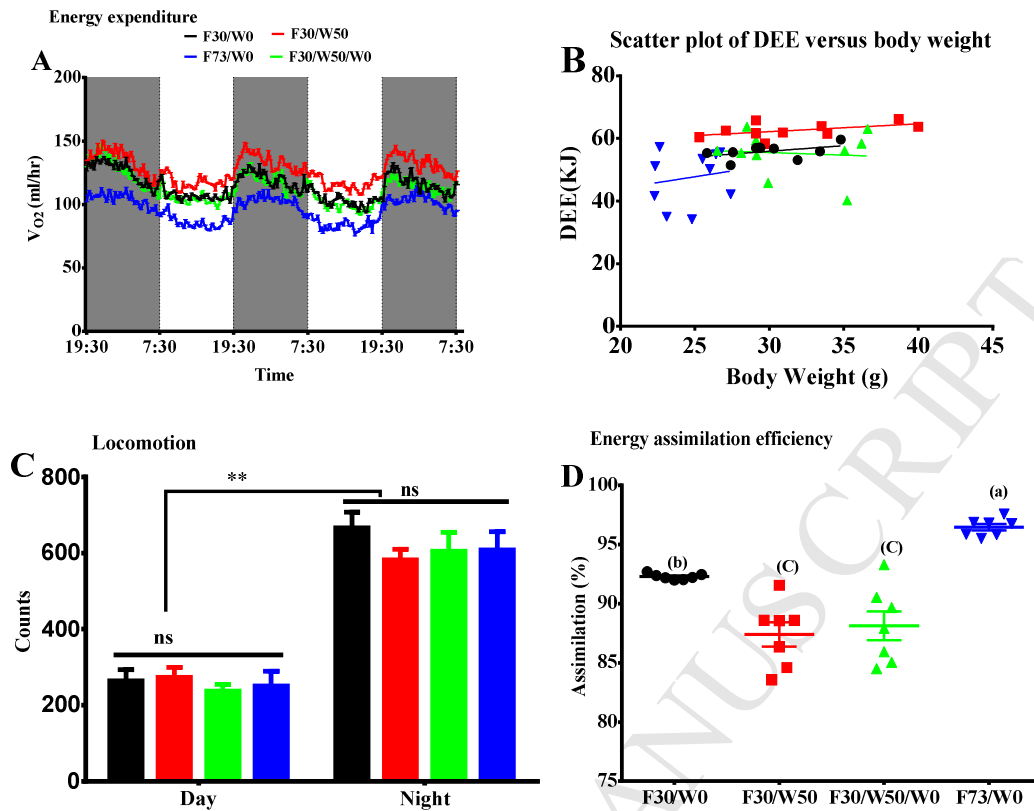 Energy expenditure
F30/W0 F30/W50
F73/W0 F30/W50/W0
A
200
150
100
50
0
VO2 (ml/hr)
19:30 7:30 19:30 7:30 19:30 7:30
Time
Scatter plot of DEE versus body weight
B
80
60
40
20
0
DEE(KJ)
20 25 30 35 40 45
Body Weight (g)
Locomotion
C
800
600
400
200
0
Counts
**
ns
ns
Day Night
Energy assimilation efficiency
D
100
95
90
85
80
75
Assimilation (%)
(b)
(C)
(C)
(a)
F30/W0 F30/W50 F30/W50/W0 F73/W0
ANUSCRIPT